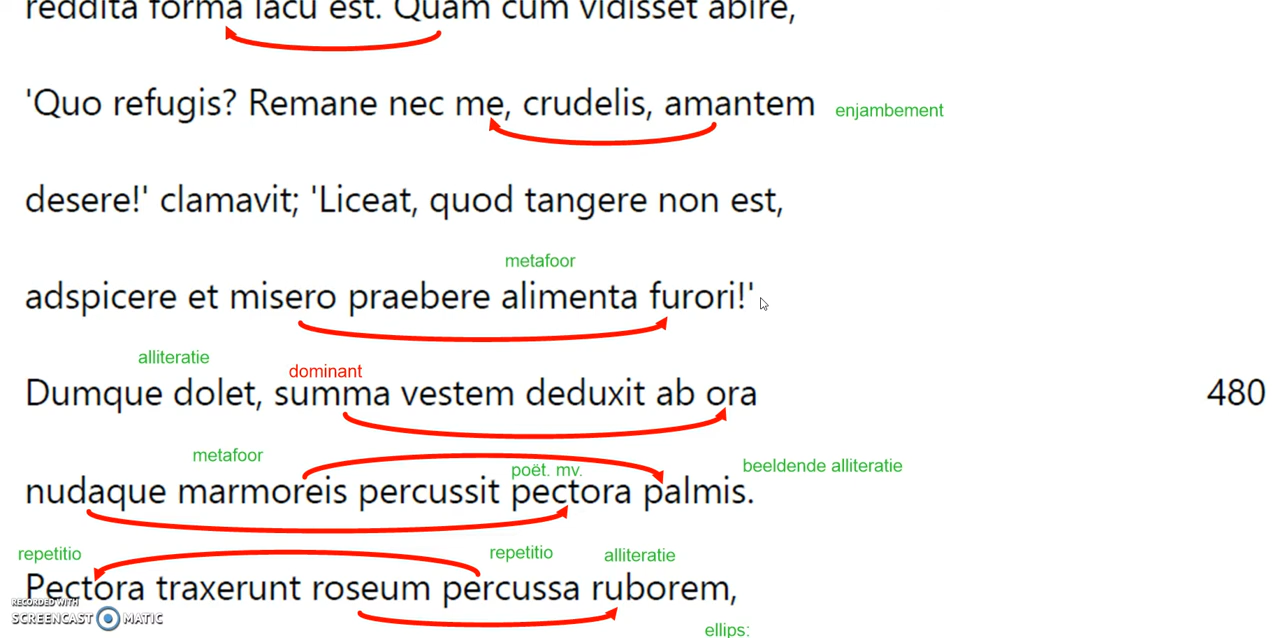 reddita forma lacu est. Quam cum vidisset abire,
'Quo refugis? Remane nec me, crudelis, amantem enjambement
desere!' clamavit; 'Liceat, quod tangere non est,
metafoor
adspicere et misero praebere alimenta furori!'
alliteratie dominant
Dumque dolet, summa vestem deduxit ab ora 480
metafoor poët. mv. beeldende alliteratie
nudaque marmoreis percussit pectora palmis.
repetitio repetitio alliteratie
Pectora traxerunt roseum percussa ruborem,
RECORDED WITH
SCREENCAST MATIC
ellips: